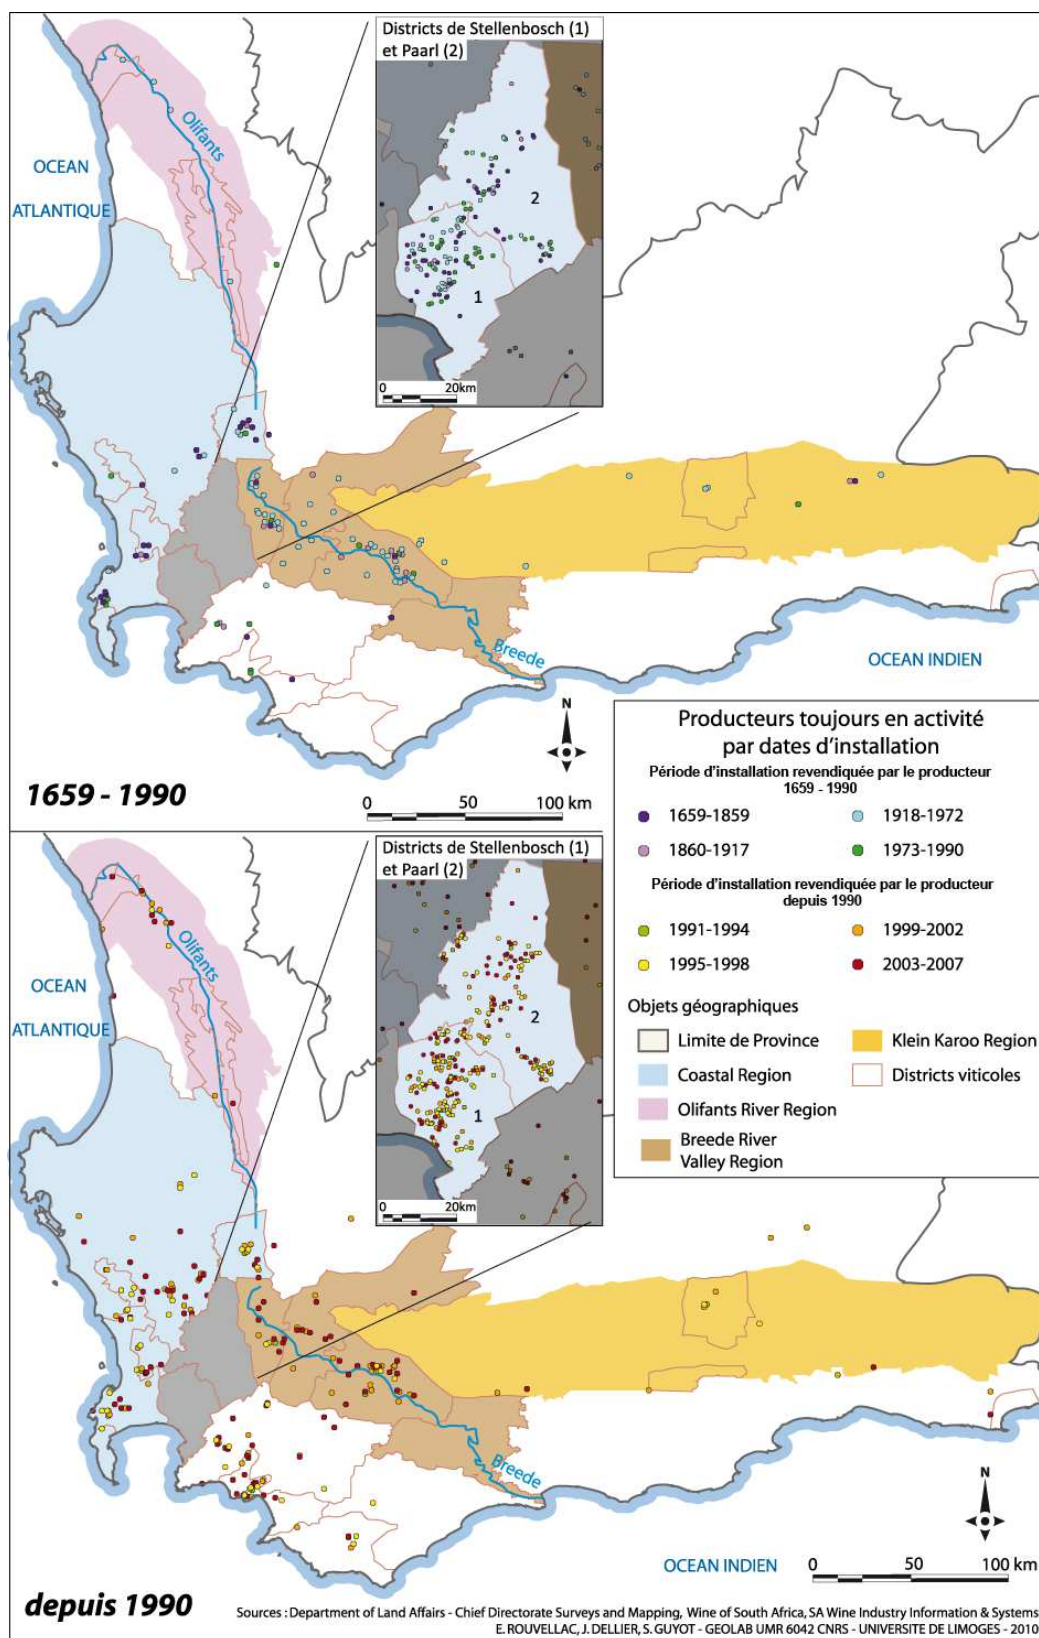 Districts de Stellenbosch (1)
et Paarl (2)
Olifants
OCEAN
ATLANTIQUE
2
1
0 20km
Breede
OCEAN INDIEN
N
1659 - 1990
0 50 100 km
Producteurs toujours en activité
par dates d'installation
Période d'installation revendiquée par le producteur
1659 - 1990
1659-1859
1918-1972
1860-1917
1973-1990
Période d'installation revendiquée par le producteur
depuis 1990
1991-1994
1999-2002
1995-1998
2003-2007
Objets géographiques
Limite de Province
Klein Karoo Region
Coastal Region
Districts viticoles
Olifants River Region
Breede River
Valley Region
Districts de Stellenbosch (1)
et Paarl (2)
Olifants
OCEAN
ATLANTIQUE
2
1
0 20km
Breede
N
OCEAN INDIEN
0 50 100 km
depuis 1990
Sources : Department of Land Affairs - Chief Directorate Surveys and Mapping, Wine of South Africa, SA Wine Industry Information & Systems
E. ROUVELLAC, J. DELLIER, S. GUYOT - GEOLAB UMR 6042 CNRS - UNIVERSITE DE LIMOGES - 2010